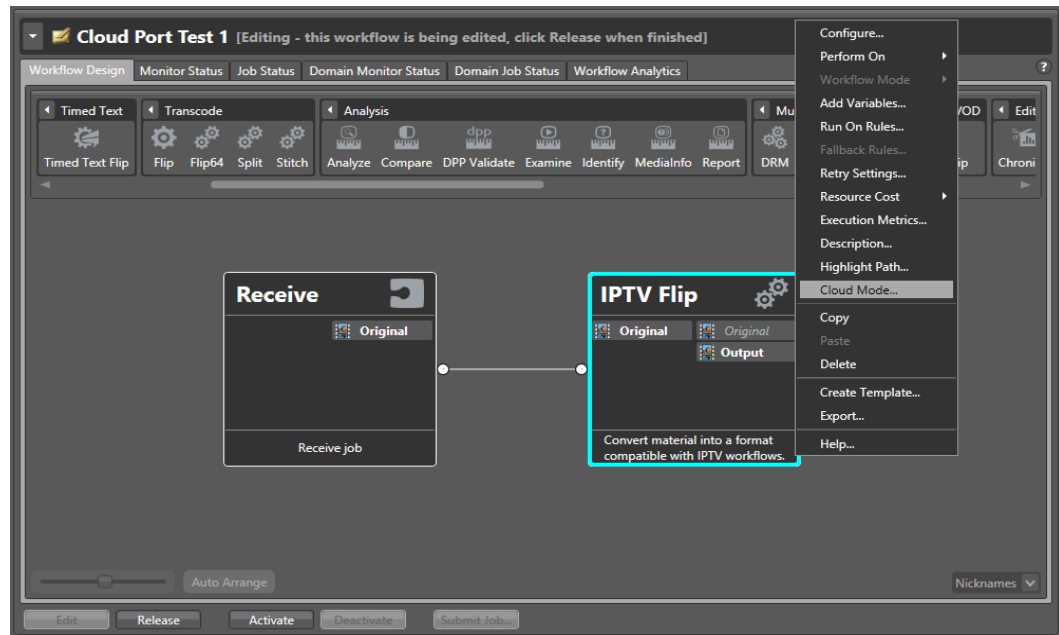 Cloud Port Test 1 [Editing - this workflow is being edited, click Release when finished]
Workflow Design Monitor Status Job Status Domain Monitor Status Domain Job Status Workflow Analytics ?
Timed Text Transcode Analysis Mu /OD Edit
dpp
Timed Text Flip Flip Flip64 Split Stitch Analyze Compare DPP Validate Examine Identify MediaInfo Report DRM ip Chroni
Configure...
Perform On
Workflow Mode
Add Variables...
Run On Rules...
Fallback Rules...
Retry Settings...
Resource Cost
Execution Metrics...
Description...
Highlight Path...
Cloud Mode...
Copy
Paste
Delete
Create Template...
Export...
Help...
Receive
Original
Receive job
IPTV Flip
Original Original
Output
Convert material into a format
compatible with IPTV workflows.
Auto Arrange Nicknames
Edit Release Activate Deactivate Submit Job...